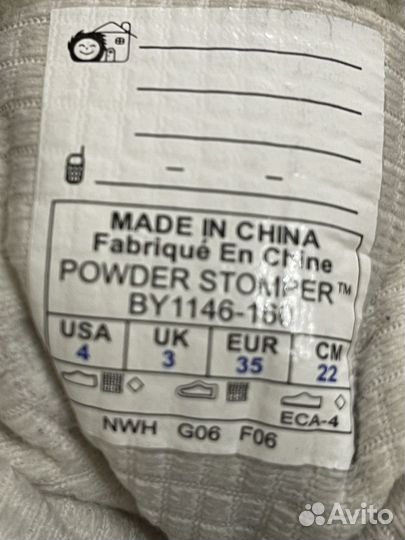 MADE IN CHINA
Fabriqué En Chine
POWDER STOMPER™
BY1146-160
USA UK EUR CM
4 3 35 22
ECA-4
NWH G06 F06
Avito